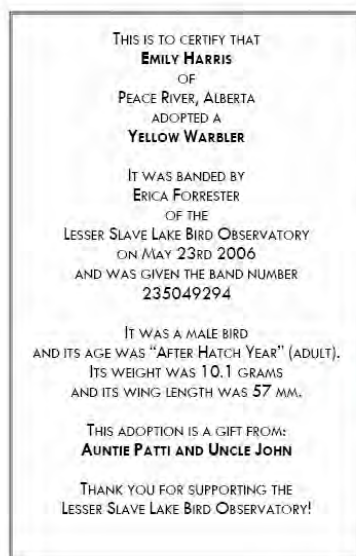 THIS IS TO CERTIFY THAT
EMILY HARRIS
OF
PEACE RIVER, ALBERTA
ADOPTED A
YELLOW WARBLER
IT WAS BANDED BY
ERICA FORRESTER
OF THE
LESSER SLAVE LAKE BIRD OBSERVATORY
ON MAY 23RD 2006
AND WAS GIVEN THE BAND NUMBER
235049294
IT WAS A MALE BIRD
AND ITS AGE WAS "AFTER HATCH YEAR" (ADULT).
ITS WEIGHT WAS 10.1 GRAMS
AND ITS WING LENGTH WAS 57 MM.
THIS ADOPTION IS A GIFT FROM:
AUNTIE PATTI AND UNCLE JOHN
THANK YOU FOR SUPPORTING THE
LESSER SLAVE LAKE BIRD OBSERVATORY!